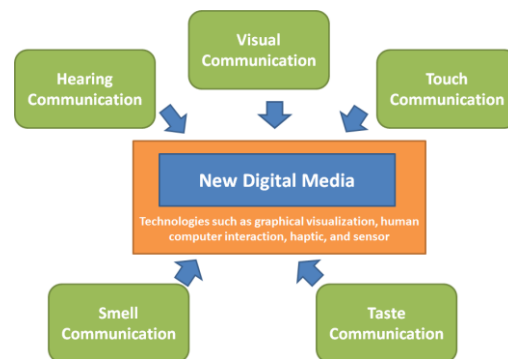 Visual
Communication
Hearing
Communication
Touch
Communication
New Digital Media
Technologies such as graphical visualization, human
computer interaction, haptic, and sensor
Smell
Communication
Taste
Communication